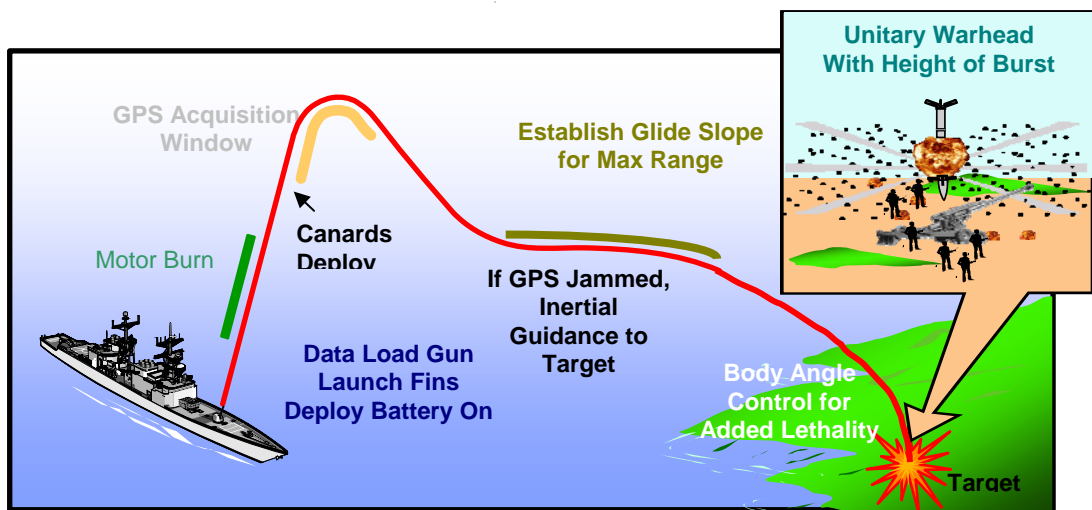 Unitary Warhead
With Height of Burst
GPS Acquisition
Window
Establish Glide Slope
for Max Range
Canards
Deploy
Motor Burn
If GPS Jammed,
Inertial
Guidance to
Target
Data Load Gun
Launch Fins
Deploy Battery On
Body Angle
Control for
Added Lethality
Target